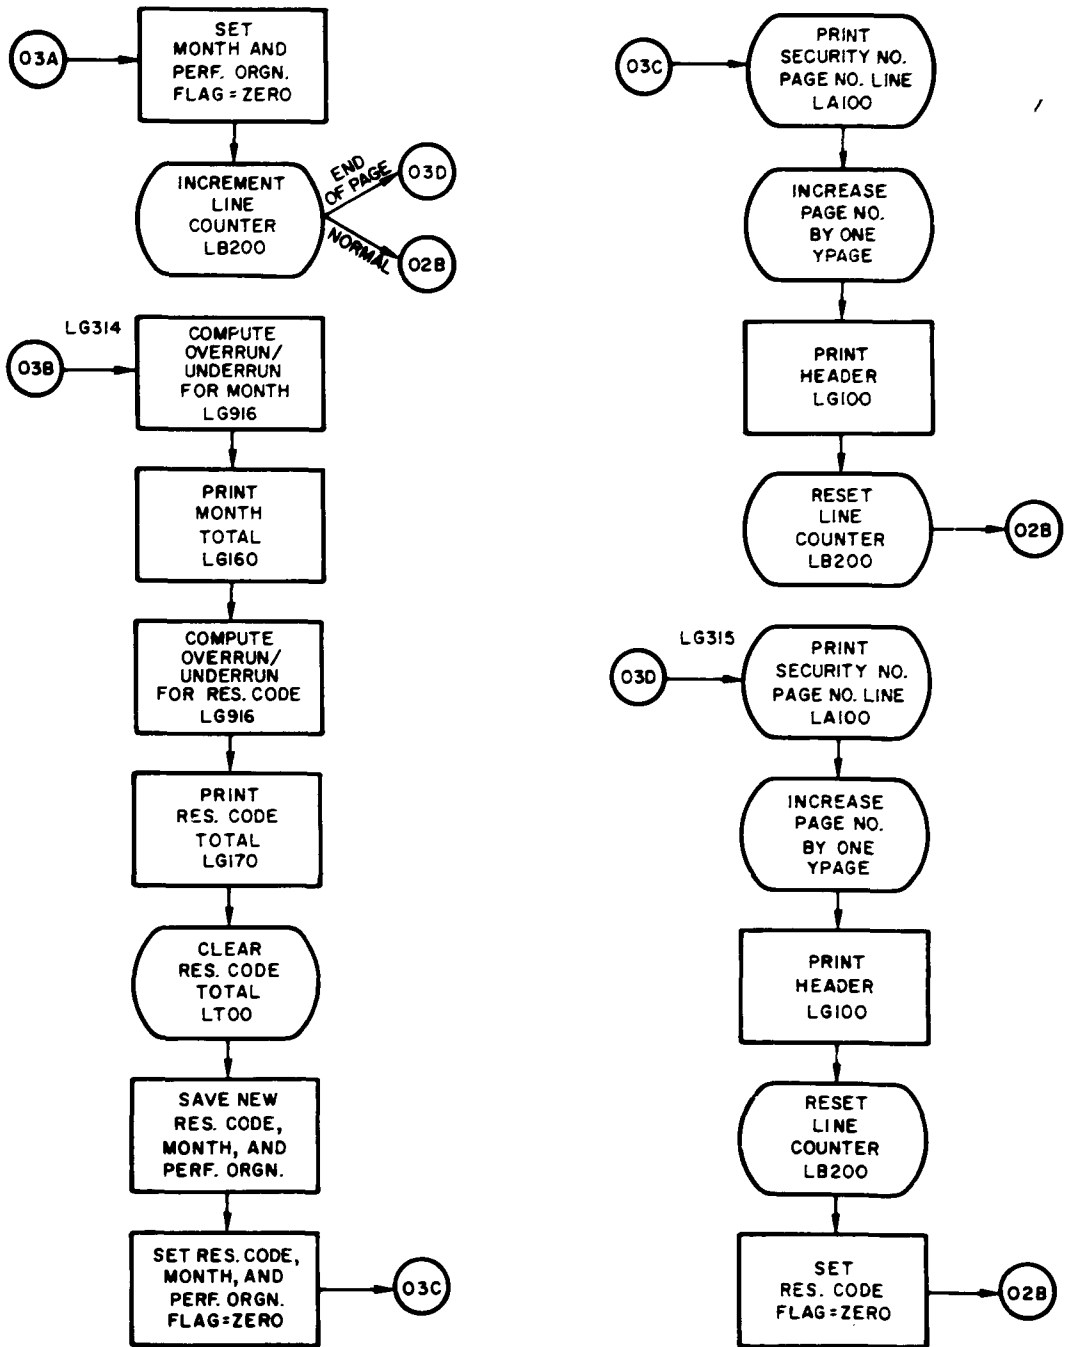 03A
SET
MONTH AND
PERF. ORGN.
FLAG=ZERO
INCREMENT
LINE
COUNTER
LB200
END
OF PAGE
03D
NORMAL
02B
LG314
03B
COMPUTE
OVERRUN/
UNDERRUN
FOR MONTH
LG916
PRINT
MONTH
TOTAL
LG160
COMPUTE
OVERRUN/
UNDERRUN
FOR RES. CODE
LG916
PRINT
RES. CODE
TOTAL
LG170
CLEAR
RES. CODE
TOTAL
LT00
SAVE NEW
RES. CODE,
MONTH, AND
PERF. ORGN.
SET RES. CODE,
MONTH, AND
PERF. ORGN.
FLAG=ZERO
03C
03C
PRINT
SECURITY NO.
PAGE NO. LINE
LA100
INCREASE
PAGE NO.
BY ONE
YPAGE
PRINT
HEADER
LG100
RESET
LINE
COUNTER
LB200
02B
LG315
03D
PRINT
SECURITY NO.
PAGE NO. LINE
LA100
INCREASE
PAGE NO.
BY ONE
YPAGE
PRINT
HEADER
LG100
RESET
LINE
COUNTER
LB200
SET
RES. CODE
FLAG=ZERO
02B